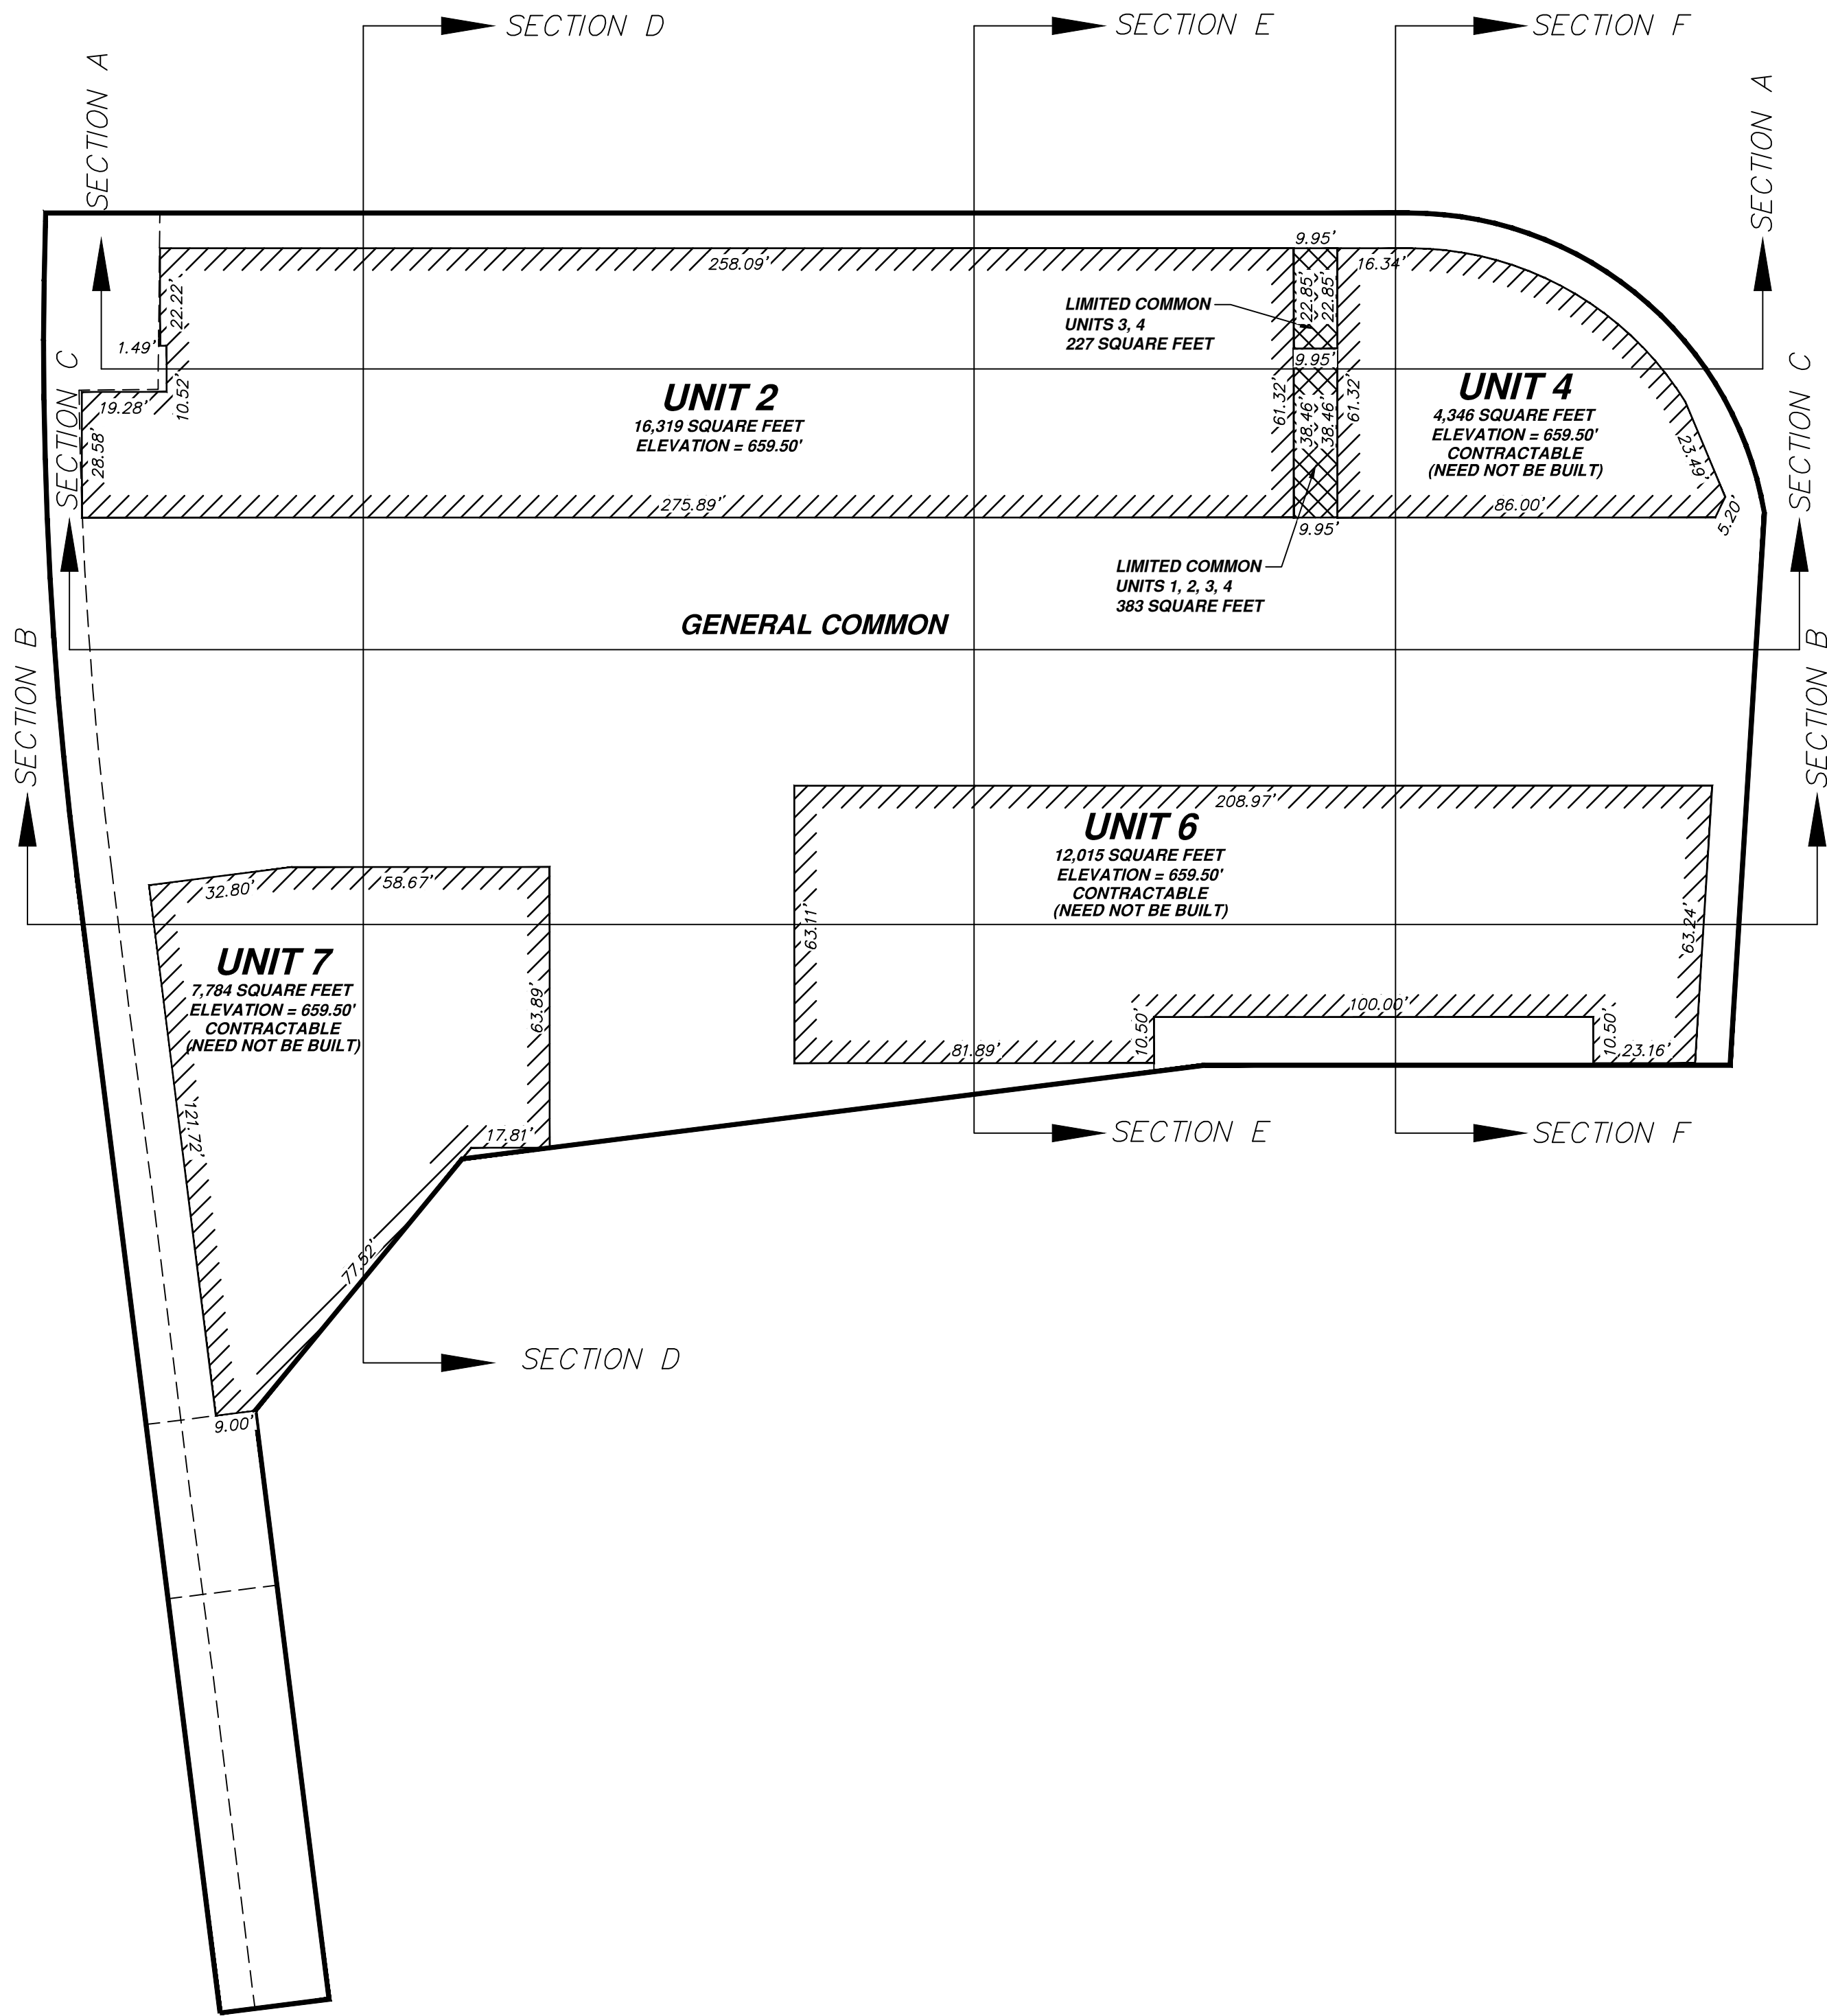 SECTION D
SECTION E
SECTION F
SECTION A
SECTION A
9.95'
258.09'
16.34'
22.22'
22.85'
22.85'
LIMITED COMMON
UNITS 3, 4
227 SQUARE FEET
1.49'
9.95'
SECTION C
SECTION C
10.52'
19.28'
61.32'
61.32'
UNIT 2
16,319 SQUARE FEET
ELEVATION = 659.50'
UNIT 4
4,346 SQUARE FEET
ELEVATION = 659.50'
CONTRACTABLE
(NEED NOT BE BUILT)
38.46'
38.46'
28.58'
23.49'
275.89'
86.00'
5.20'
9.95'
LIMITED COMMON
UNITS 1, 2, 3, 4
383 SQUARE FEET
GENERAL COMMON
SECTION B
SECTION B
208.97'
UNIT 6
12,015 SQUARE FEET
ELEVATION = 659.50'
CONTRACTABLE
(NEED NOT BE BUILT)
32.80'
58.67'
63.11'
63.24'
UNIT 7
7,784 SQUARE FEET
ELEVATION = 659.50'
CONTRACTABLE
(NEED NOT BE BUILT)
63.89'
100.00'
10.50'
10.50'
81.89'
23.16'
121.72'
17.81'
SECTION E
SECTION F
77.52'
SECTION D
9.00'